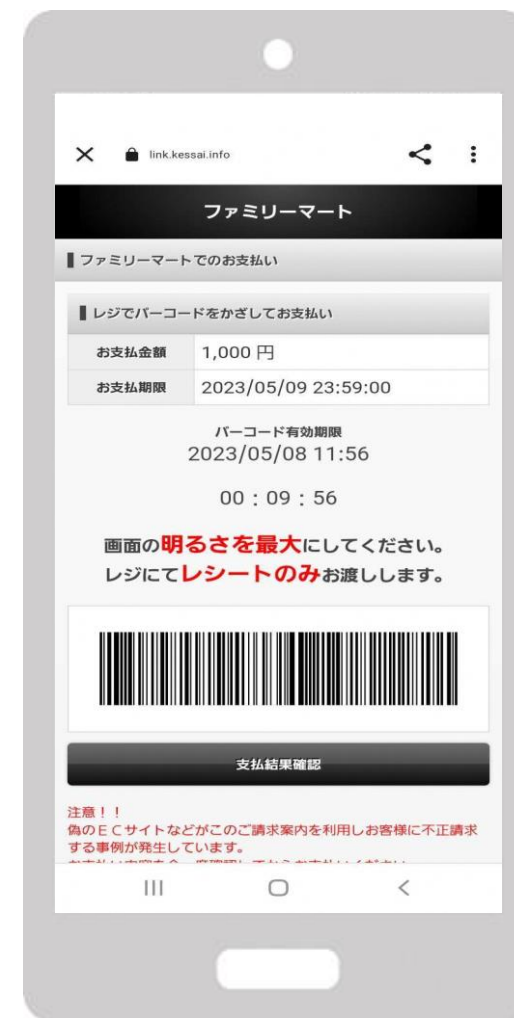 link.kessai.info
ファミリーマート
ファミリーマートでのお支払い
レジでバーコードをかざしてお支払い
お支払金額 1,000 円
お支払期限 2023/05/09 23:59:00
バーコード有効期限
2023/05/08 11:56
00 : 09 : 56
画面の明るさを最大にしてください。
レジにてレシートのみお渡しします。
支払結果確認
注意！！
偽のＥＣサイトなどがこのご請求案内を利用しお客様に不正請求
する事例が発生しています。